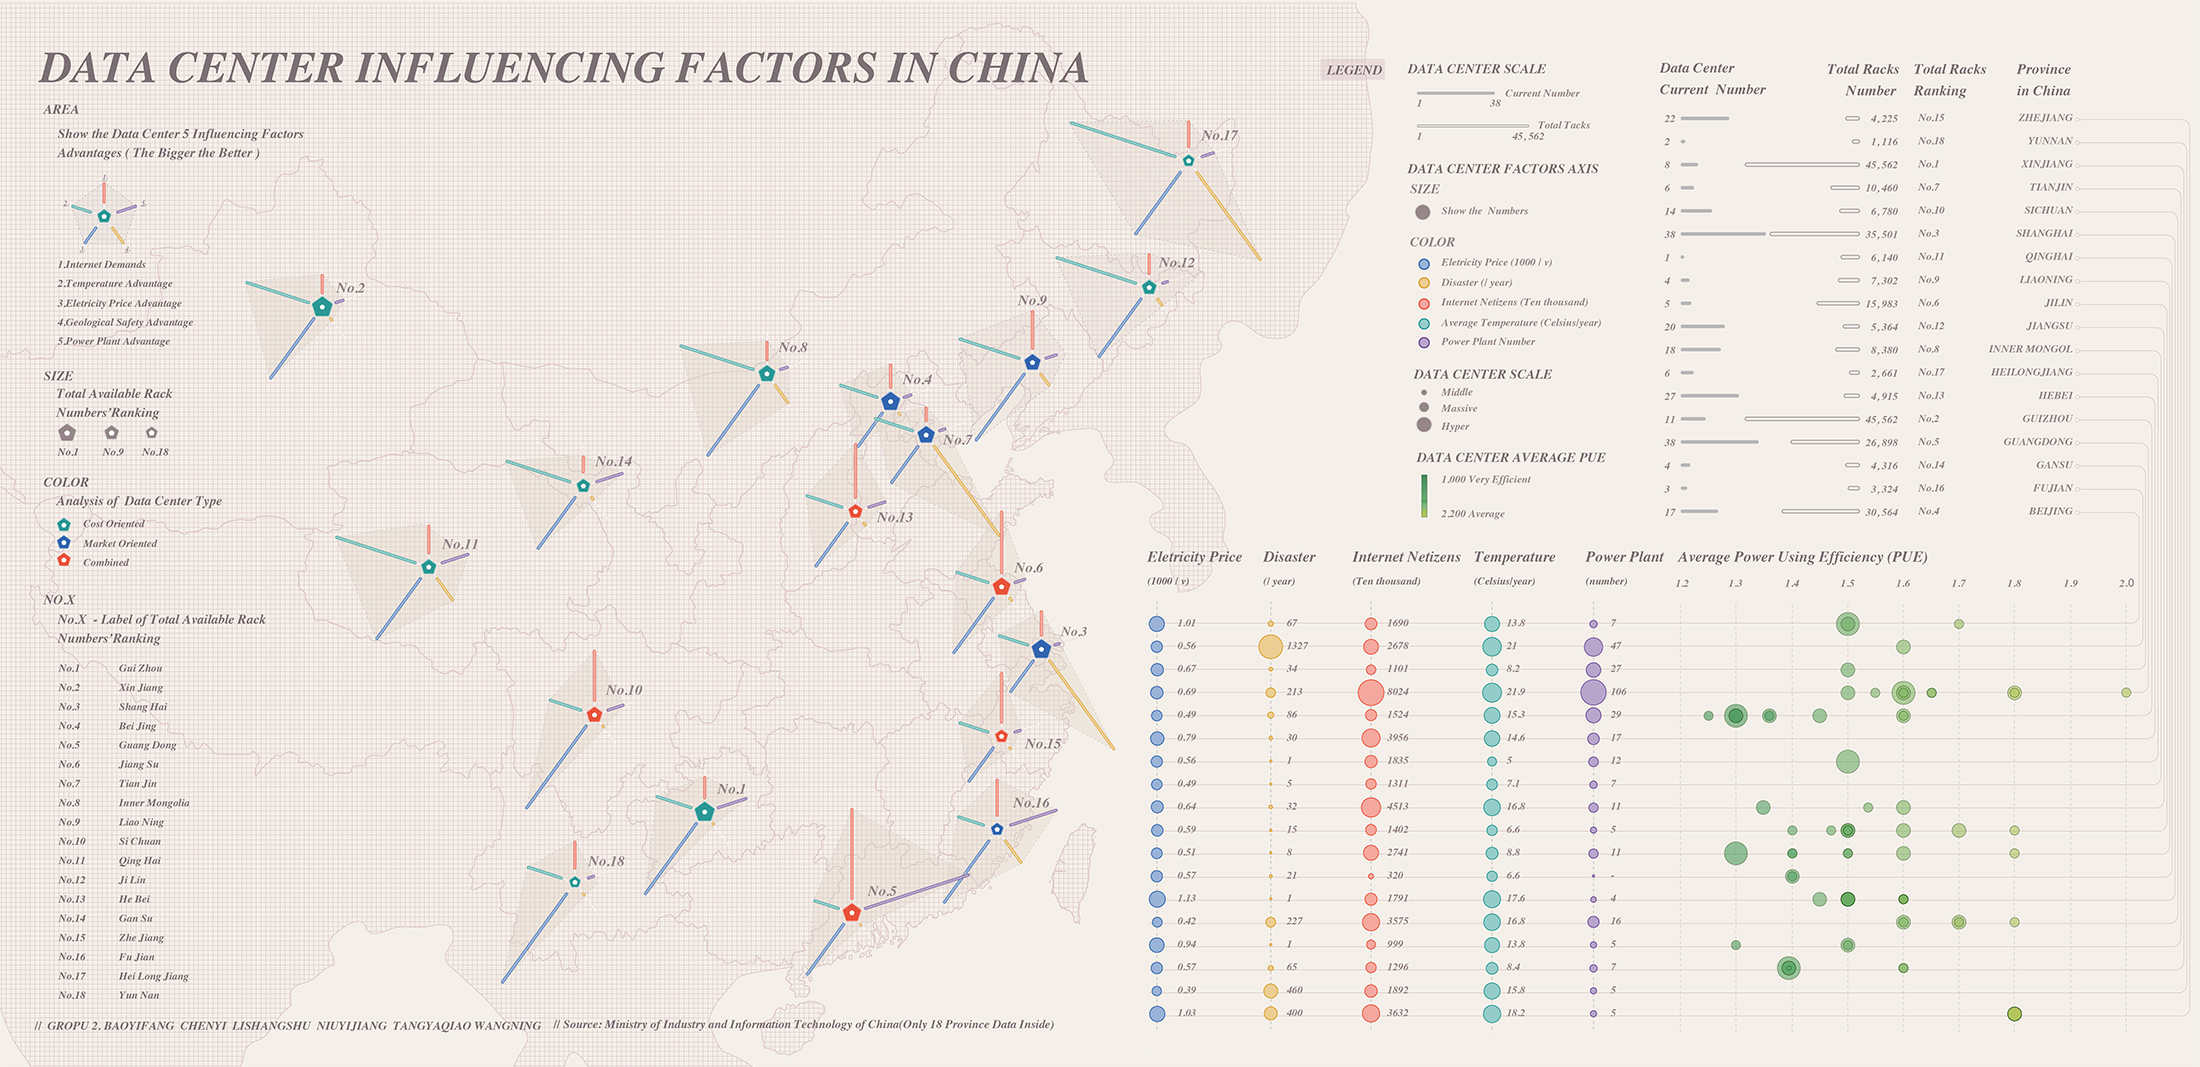 DATA CENTER INFLUENCING FACTORS IN CHINA
AREA
Show the Data Center 5 Influencing Factors
Advantages ( The Bigger the Better )
1.
2.
5.
1.Internet Demands
2.Temperature Advantage
3.Eletricity Price Advantage
4.Geological Safety Advantage
5.Power Plant Advantage
SIZE
Total Available Rack
Numbers'Ranking
No.1 No.9 No.18
COLOR
Analysis of Data Center Type
Cost Oriented
Market Oriented
Combined
NO.X
No.X - Label of Total Available Rack
Numbers'Ranking
No.1 Gui Zhou
No.2 Xin Jiang
No.3 Shang Hai
No.4 Bei Jing
No.5 Guang Dong
No.6 Jiang Su
No.7 Tian Jin
No.8 Inner Mongolia
No.9 Liao Ning
No.10 Si Chuan
No.11 Qing Hai
No.12 Ji Lin
No.13 He Bei
No.14 Gan Su
No.15 Zhe Jiang
No.16 Fu Jian
No.17 Hei Long Jiang
No.18 Yun Nan
// GROPU 2. BAOYIFANG CHENYI LISHANGSHU NIUYIJIANG TANGYAQIAO WANGNING // Source: Ministry of Industry and Information Technology of China(Only 18 Province Data Inside)
No.17
No.12
No.2
No.9
No.8
No.4
No.7
No.14
No.13
No.11
No.6
No.3
No.10
No.15
No.1
No.16
No.18
No.5
LEGEND
DATA CENTER SCALE
Current Number
1 38
Total Tacks
1 45,562
DATA CENTER FACTORS AXIS
SIZE
Show the Numbers
COLOR
Eletricity Price (1000 / v)
Disaster (/ year)
Internet Netizens (Ten thousand)
Average Temperature (Celsius/year)
Power Plant Number
DATA CENTER SCALE
Middle
Massive
Hyper
DATA CENTER AVERAGE PUE
1,000 Very Efficient
2,200 Average
Data Center Total Racks Total Racks Province
Current Number Number Ranking in China
22 4,225 No.15 ZHEJIANG
2 1,116 No.18 YUNNAN
8 45,562 No.1 XINJIANG
6 10,460 No.7 TIANJIN
14 6,780 No.10 SICHUAN
38 35,501 No.3 SHANGHAI
1 6,140 No.11 QINGHAI
4 7,302 No.9 LIAONING
5 15,983 No.6 JILIN
20 5,364 No.12 JIANGSU
18 8,380 No.8 INNER MONGOL
6 2,661 No.17 HEILONGJIANG
27 4,915 No.13 HEBEI
11 45,562 No.2 GUIZHOU
38 26,898 No.5 GUANGDONG
4 4,316 No.14 GANSU
3 3,324 No.16 FUJIAN
17 30,564 No.4 BEIJING
Eletricity Price Disaster Internet Netizens Temperature Power Plant Average Power Using Efficiency (PUE)
(1000 / v) (/ year) (Ten thousand) (Celsius/year) (number) 1.2 1.3 1.4 1.5 1.6 1.7 1.8 1.9 2.0
1.01 67 1690 13.8 7
0.56 1327 2678 21 47
0.67 34 1101 8.2 27
0.69 213 8024 21.9 106
0.49 86 1524 15.3 29
0.79 30 3956 14.6 17
0.56 1 1835 5 12
0.49 5 1311 7.1 7
0.64 32 4513 16.8 11
0.59 15 1402 6.6 5
0.51 8 2741 8.8 11
0.57 21 320 6.6 -
1.13 1 1791 17.6 4
0.42 227 3575 16.8 16
0.94 1 999 13.8 5
0.57 65 1296 8.4 7
0.39 460 1892 15.8 5
1.03 400 3632 18.2 5